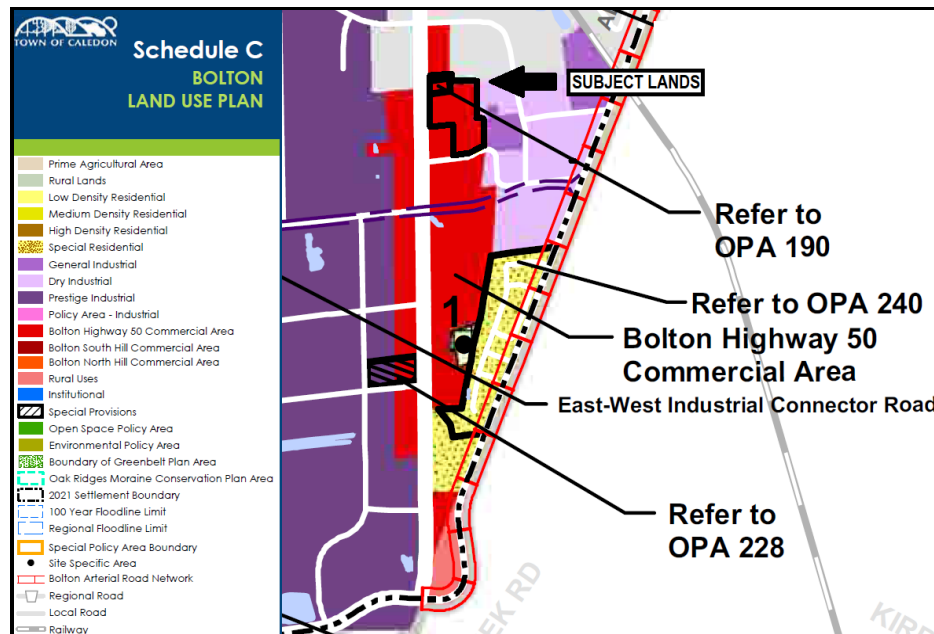 TOWN OF CALEDON
Schedule C
BOLTON
LAND USE PLAN
Prime Agricultural Area
Rural Lands
Low Density Residential
Medium Density Residential
High Density Residential
Special Residential
General Industrial
Dry Industrial
Prestige Industrial
Policy Area - Industrial
Bolton Highway 50 Commercial Area
Bolton South Hill Commercial Area
Bolton North Hill Commercial Area
Rural Uses
Institutional
Special Provisions
Open Space Policy Area
Environmental Policy Area
Boundary of Greenbelt Plan Area
Oak Ridges Moraine Conservation Plan Area
2021 Settlement Boundary
100 Year Floodline Limit
Regional Floodline Limit
Special Policy Area Boundary
Site Specific Area
Bolton Arterial Road Network
Regional Road
Local Road
Railway
SUBJECT LANDS
Refer to
OPA 190
Refer to OPA 240
1
Bolton Highway 50
Commercial Area
East-West Industrial Connector Road
Refer to
OPA 228
EK RD